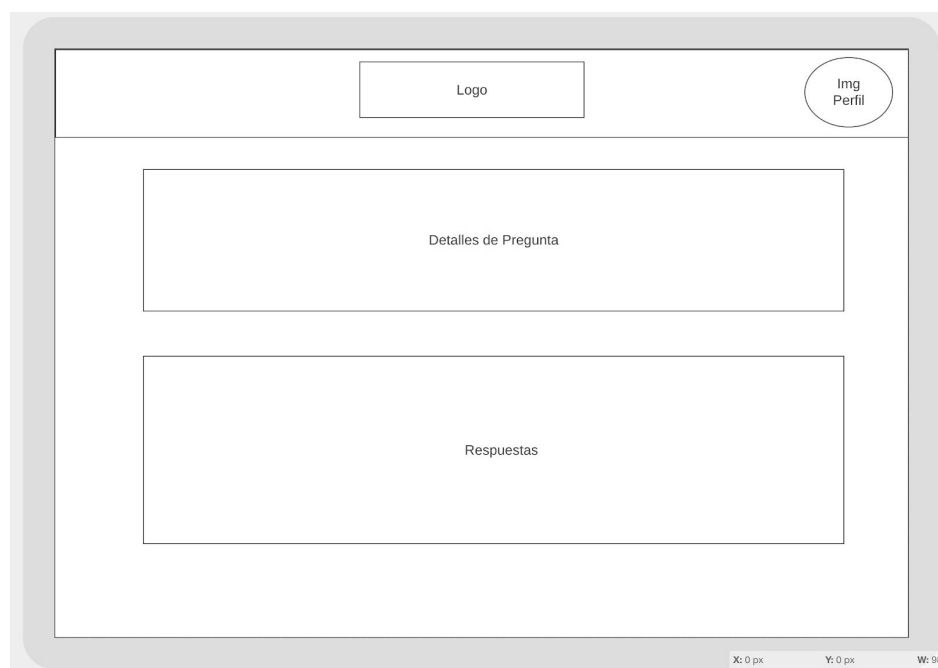 Logo
Img
Perfil
Detalles de Pregunta
Respuestas
X: 0 px Y: 0 px W: